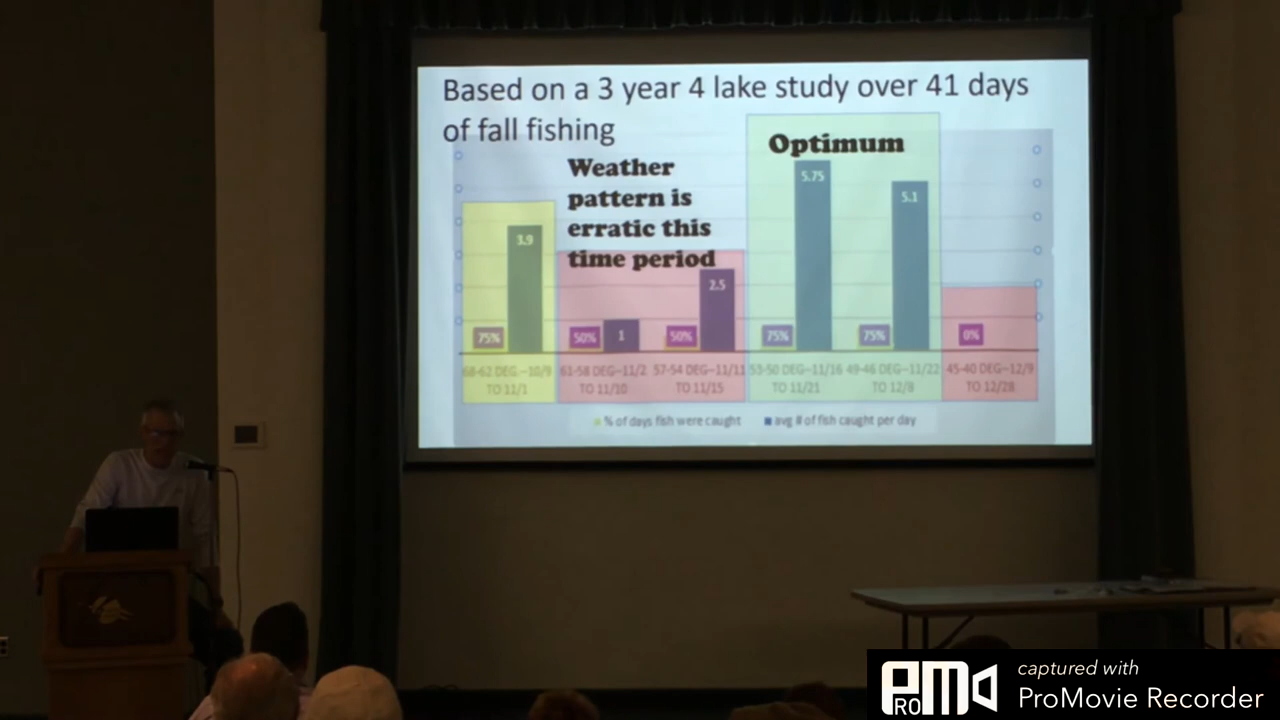 Based on a 3 year 4 lake study over 41 days
of fall fishing
Optimum
Weather
pattern is
erratic this
time period
5.75
5.1
3.9
2.5
75% 50% 1 50% 75% 75% 0%
68-62 DEG~10/9 61-58 DEG~11/2 57-54 DEG~11/11 53-50 DEG~11/16 49-46 DEG~11/22 45-40 DEG~12/9
TO 11/1 TO 11/10 TO 11/15 TO 11/21 TO 12/8 TO 12/28
% of days fish were caught avg # of fish caught per day
PROM
captured with
ProMovie Recorder